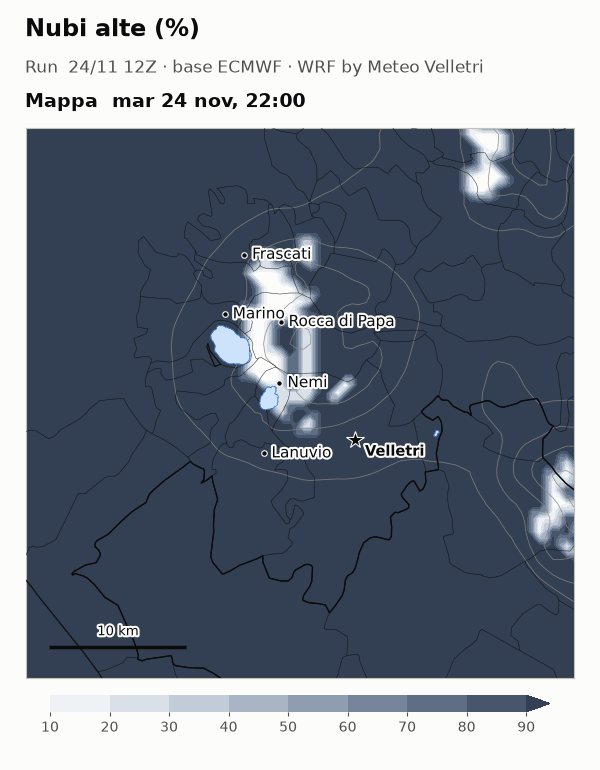 Nubi alte (%)
Run  24/11 12Z · base ECMWF · WRF by Meteo Velletri
Mappa  mar 24 nov, 22:00
Frascati
Marino
Rocca di Papa
Nemi
Velletri
Lanuvio
10 km
10 20 30 40 50 60 70 80 90